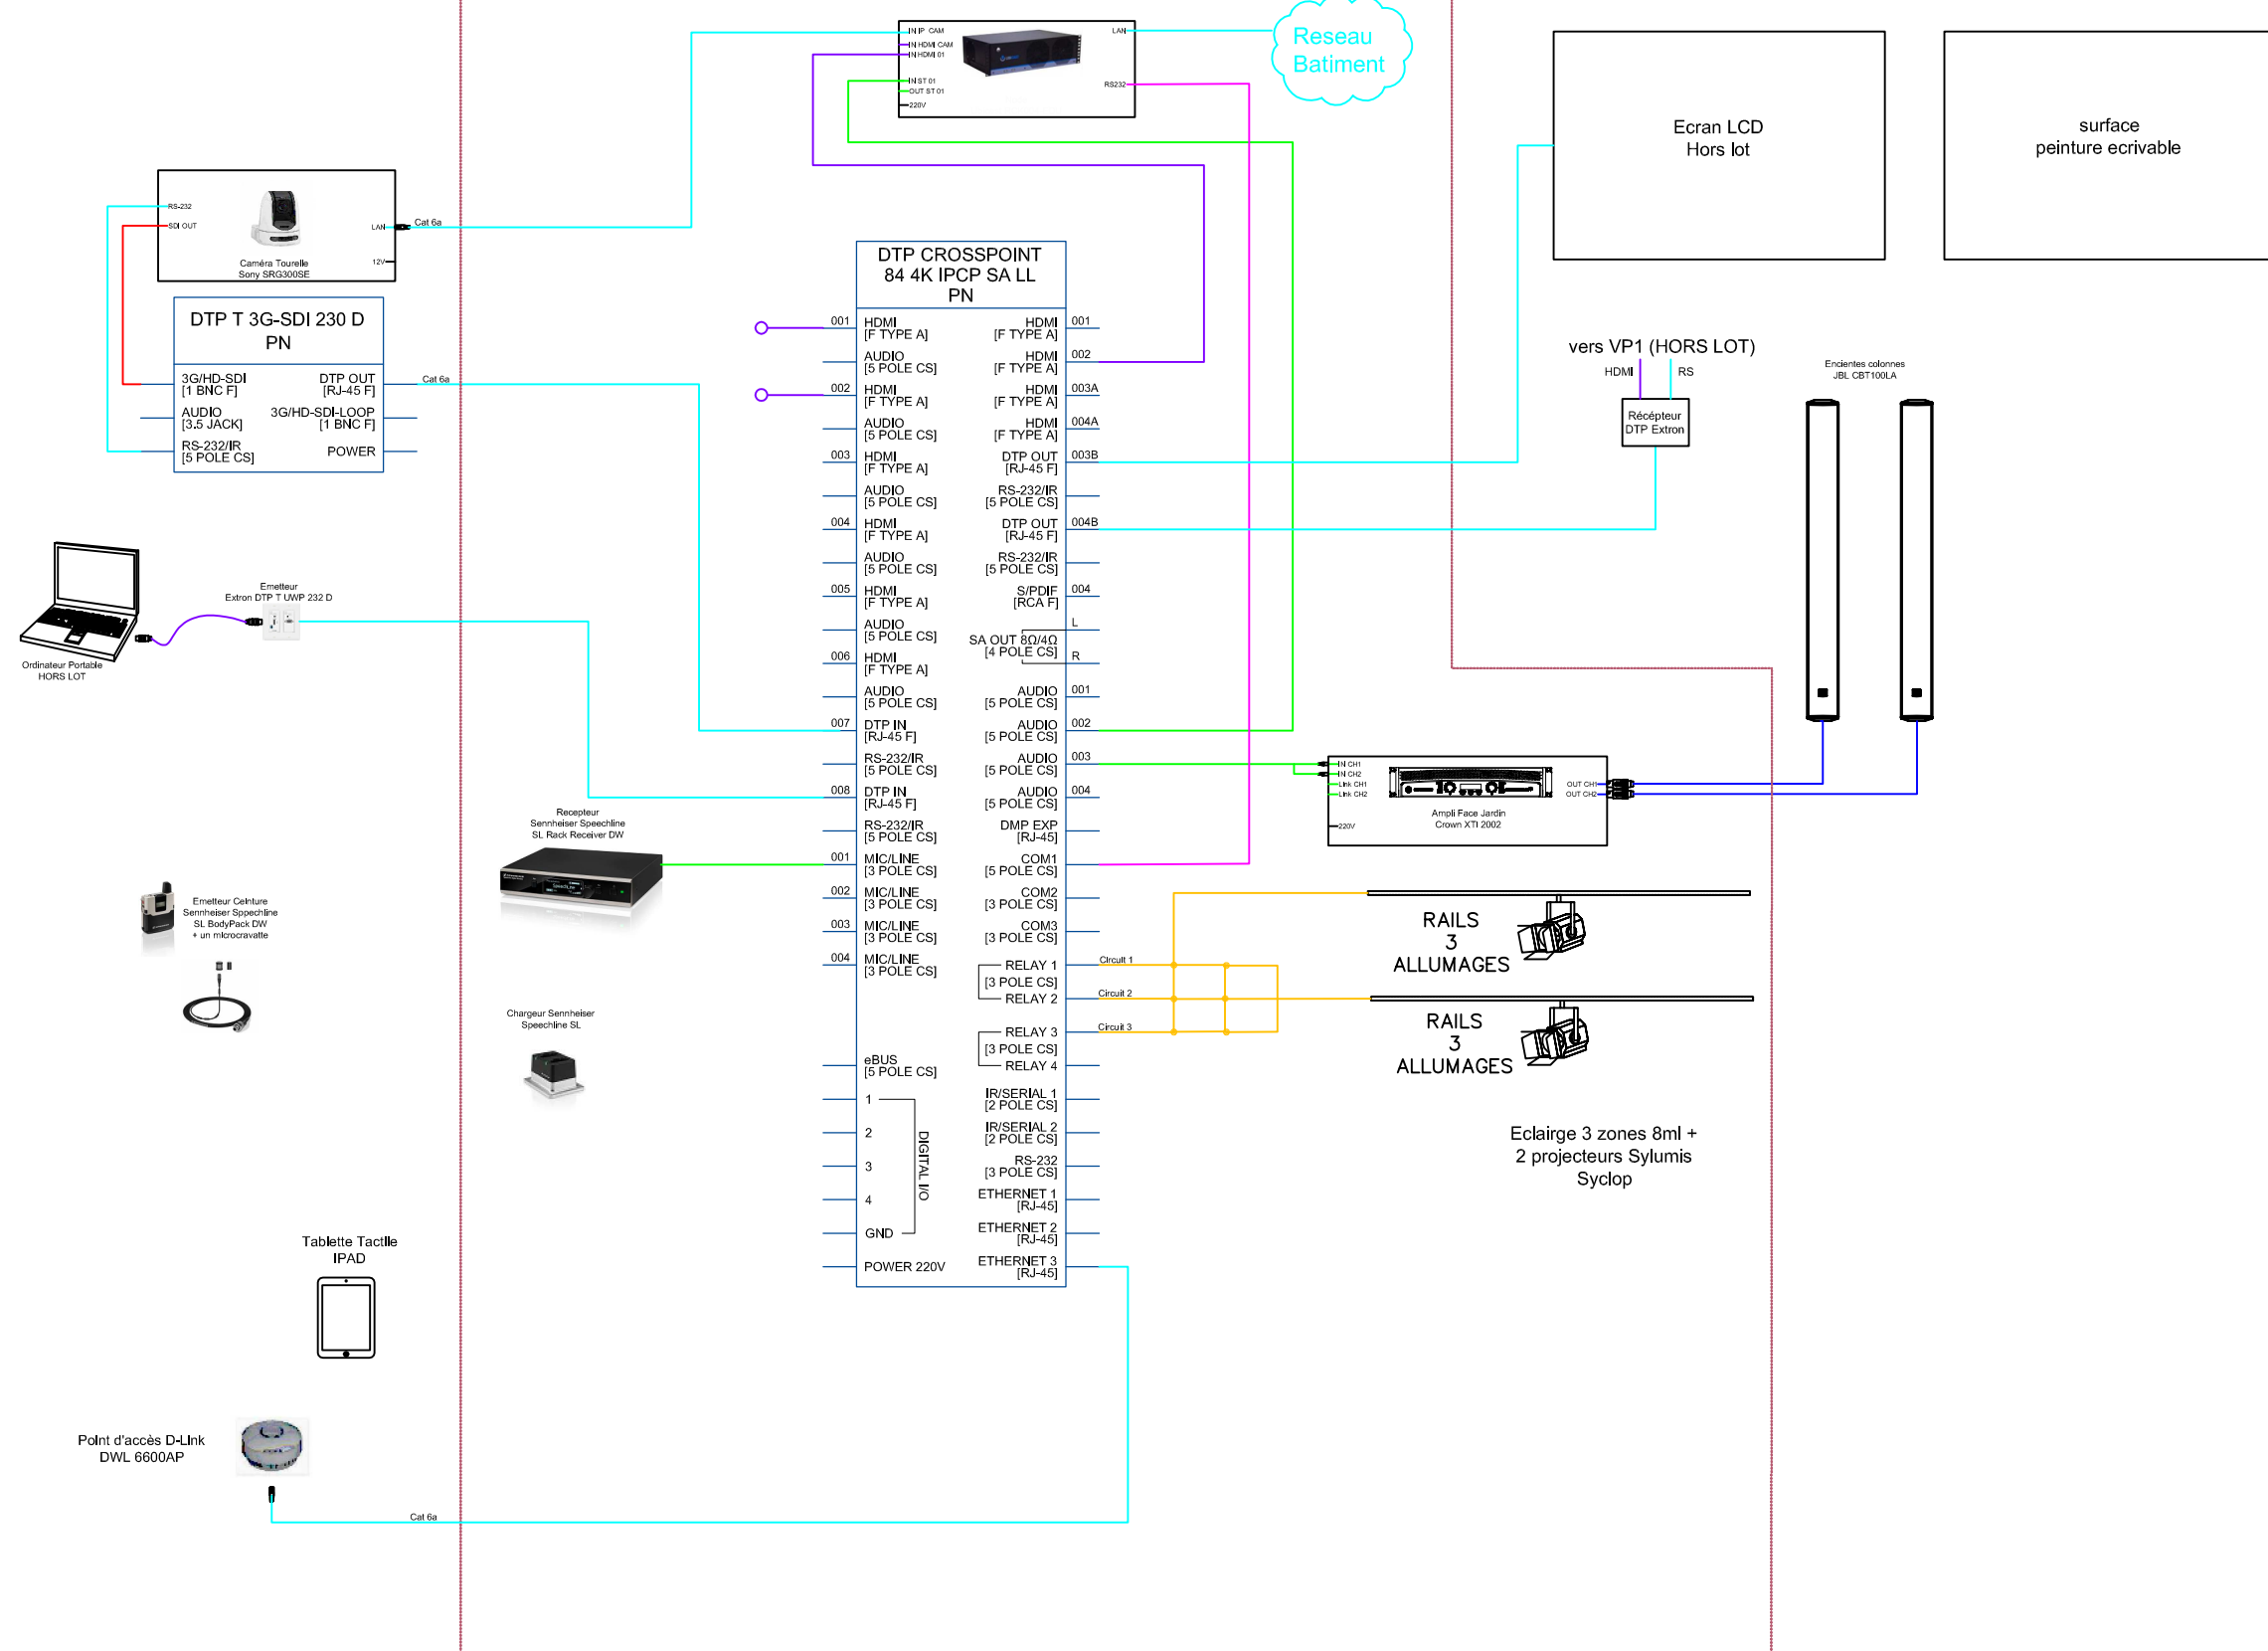 IN IP CAM
IN HDMI CAM
IN HDMI 01
IN ST 01
OUT ST 01
220V
LAN
RS232
Reseau
Batiment
Ecran LCD
Hors lot
surface
peinture ecrivable
RS-232
SDI OUT
LAN
12V
Caméra Tourelle
Sony SRG300SE
Cat 6a
DTP T 3G-SDI 230 D
PN
3G/HD-SDI
[1 BNC F]
AUDIO
[3.5 JACK]
RS-232/IR
[5 POLE CS]
DTP OUT
[RJ-45 F]
3G/HD-SDI-LOOP
[1 BNC F]
POWER
Cat 6a
Emetteur
Extron DTP T UWP 232 D
Ordinateur Portable
HORS LOT
DTP CROSSPOINT
84 4K IPCP SA LL
PN
001 HDMI
[F TYPE A]
AUDIO
[5 POLE CS]
002 HDMI
[F TYPE A]
AUDIO
[5 POLE CS]
003 HDMI
[F TYPE A]
AUDIO
[5 POLE CS]
004 HDMI
[F TYPE A]
AUDIO
[5 POLE CS]
005 HDMI
[F TYPE A]
AUDIO
[5 POLE CS]
006 HDMI
[F TYPE A]
AUDIO
[5 POLE CS]
007 DTP IN
[RJ-45 F]
RS-232/IR
[5 POLE CS]
008 DTP IN
[RJ-45 F]
RS-232/IR
[5 POLE CS]
001 MIC/LINE
[3 POLE CS]
002 MIC/LINE
[3 POLE CS]
003 MIC/LINE
[3 POLE CS]
004 MIC/LINE
[3 POLE CS]
eBUS
[5 POLE CS]
1
2
3
4
GND
DIGITAL I/O
POWER 220V
HDMI 001
[F TYPE A]
HDMI 002
[F TYPE A]
HDMI 003A
[F TYPE A]
HDMI 004A
[F TYPE A]
DTP OUT 003B
[RJ-45 F]
RS-232/IR
[5 POLE CS]
DTP OUT 004B
[RJ-45 F]
RS-232/IR
[5 POLE CS]
S/PDIF 004
[RCA F]
L
SA OUT 8Ω/4Ω
[4 POLE CS]
R
AUDIO 001
[5 POLE CS]
AUDIO 002
[5 POLE CS]
AUDIO 003
[5 POLE CS]
AUDIO 004
[5 POLE CS]
DMP EXP
[RJ-45]
COM1
[5 POLE CS]
COM2
[3 POLE CS]
COM3
[3 POLE CS]
RELAY 1 Circuit 1
[3 POLE CS]
RELAY 2 Circuit 2
RELAY 3 Circuit 3
[3 POLE CS]
RELAY 4
IR/SERIAL 1
[2 POLE CS]
IR/SERIAL 2
[2 POLE CS]
RS-232
[3 POLE CS]
ETHERNET 1
[RJ-45]
ETHERNET 2
[RJ-45]
ETHERNET 3
[RJ-45]
vers VP1 (HORS LOT)
HDMI RS
Récépteur
DTP Extron
Encientes colonnes
JBL CBT100LA
IN CH1
IN CH2
Link CH1
Link CH2
220V
OUT CH1
OUT CH2
Ampli Face Jardin
Crown XTI 2002
RAILS
3
ALLUMAGES
RAILS
3
ALLUMAGES
Eclairge 3 zones 8ml +
2 projecteurs Sylumis
Syclop
Recepteur
Sennheiser Speechline
SL Rack Receiver DW
Emetteur Ceinture
Sennheiser Sppechline
SL BodyPack DW
+ un microcravatte
Chargeur Sennheiser
Speechline SL
Tablette Tactile
IPAD
Point d'accès D-Link
DWL 6600AP
Cat 6a